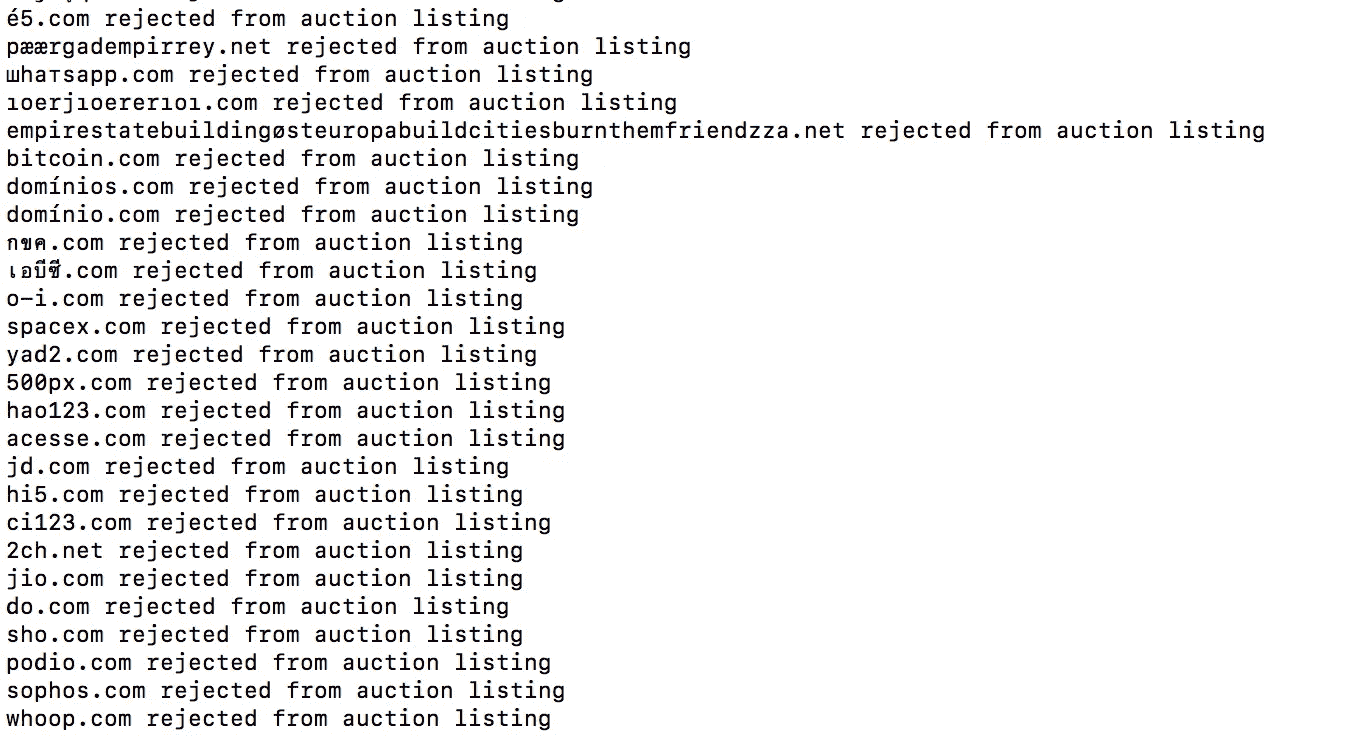 é5.com rejected from auction listing
pæærgadempirrey.net rejected from auction listing
шhатsapp.com rejected from auction listing
ıoerjıoererıoı.com rejected from auction listing
empirestatebuildingøsteuropabuildcitiesburnthemfriendzza.net rejected from auction listing
bitcoin.com rejected from auction listing
domínios.com rejected from auction listing
domínio.com rejected from auction listing
กขค.com rejected from auction listing
เอบีซี.com rejected from auction listing
o-i.com rejected from auction listing
spacex.com rejected from auction listing
yad2.com rejected from auction listing
500px.com rejected from auction listing
hao123.com rejected from auction listing
acesse.com rejected from auction listing
jd.com rejected from auction listing
hi5.com rejected from auction listing
ci123.com rejected from auction listing
2ch.net rejected from auction listing
jio.com rejected from auction listing
do.com rejected from auction listing
sho.com rejected from auction listing
podio.com rejected from auction listing
sophos.com rejected from auction listing
whoop.com rejected from auction listing